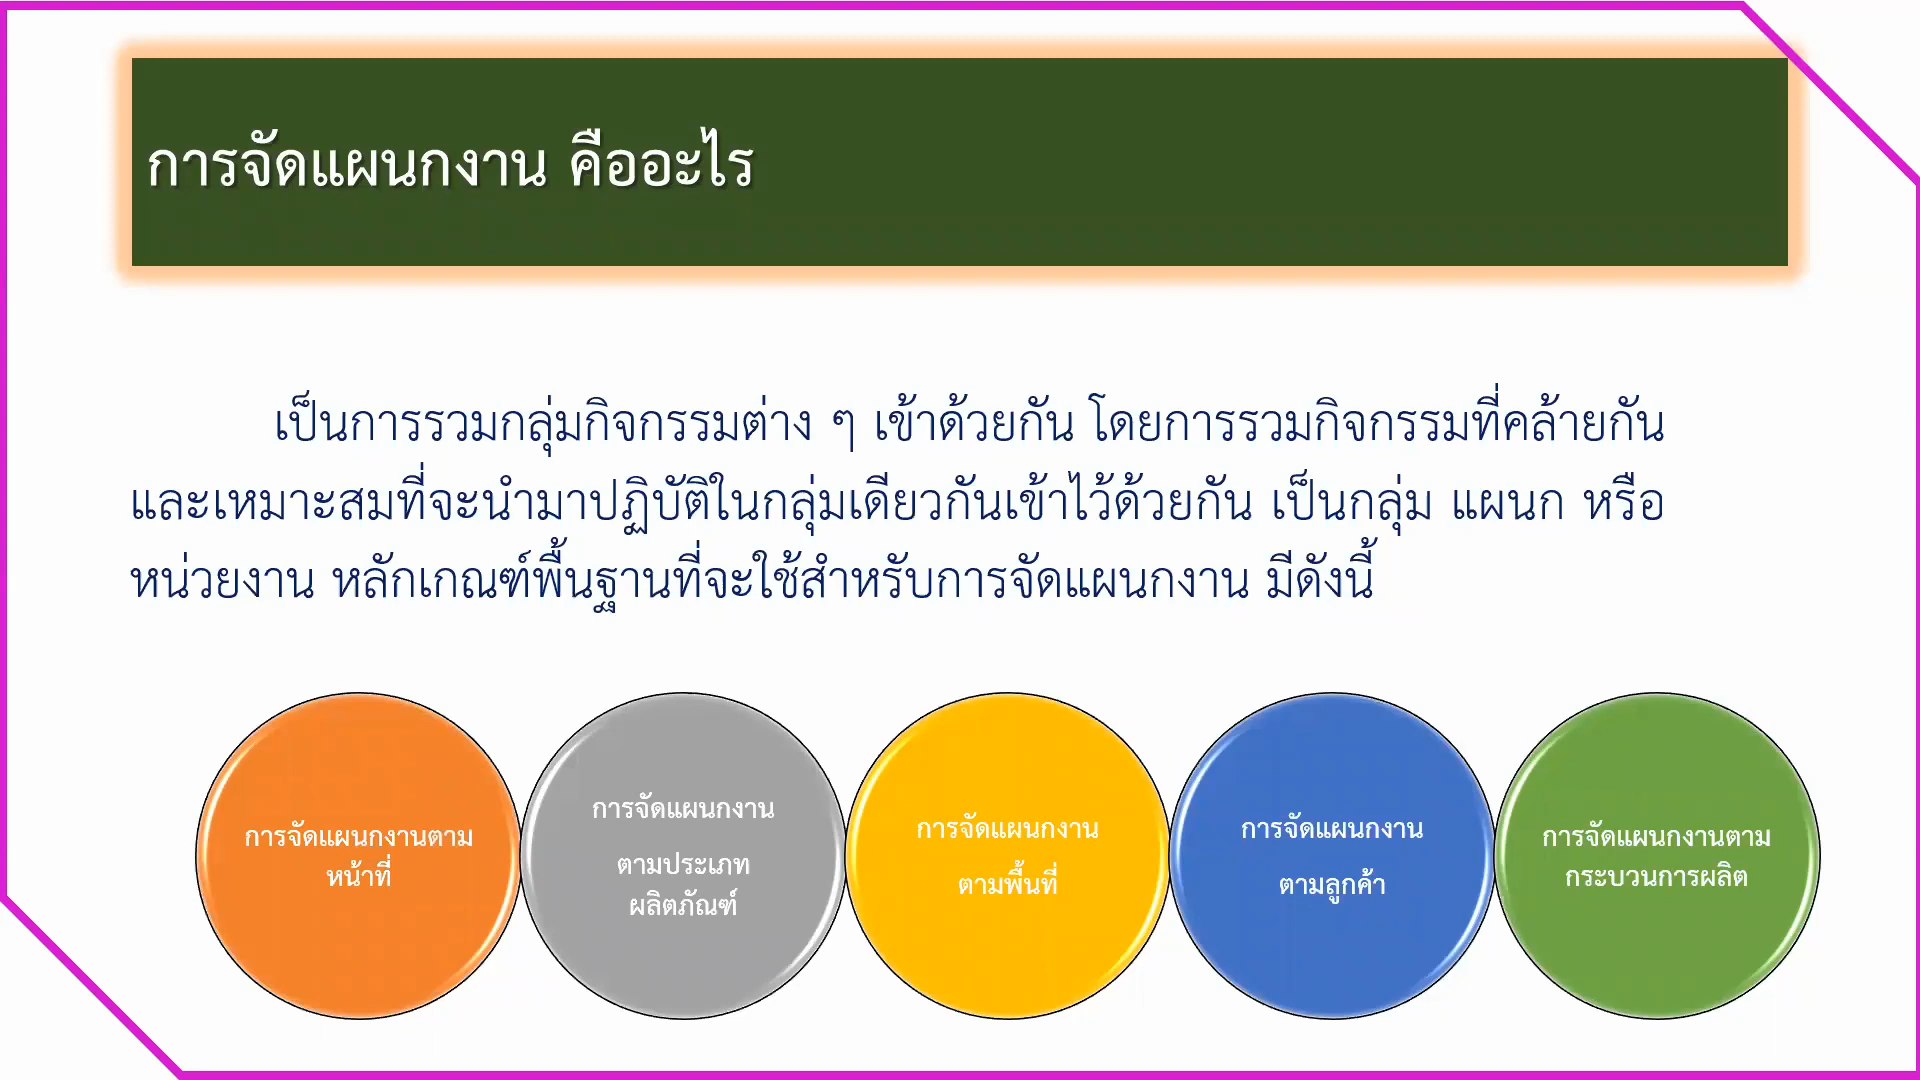 การจัดแผนกงาน คืออะไร
เป็นการรวมกลุ่มกิจกรรมต่าง ๆ เข้าด้วยกัน โดยการรวมกิจกรรมที่คล้ายกัน
และเหมาะสมที่จะนำมาปฏิบัติในกลุ่มเดียวกันเข้าไว้ด้วยกัน เป็นกลุ่ม แผนก หรือ
หน่วยงาน หลักเกณฑ์พื้นฐานที่จะใช้สำหรับการจัดแผนกงาน มีดังนี้
การจัดแผนกงานตาม
หน้าที่
การจัดแผนกงาน
ตามประเภท
ผลิตภัณฑ์
การจัดแผนกงาน
ตามพื้นที่
การจัดแผนกงาน
ตามลูกค้า
การจัดแผนกงานตาม
กระบวนการผลิต